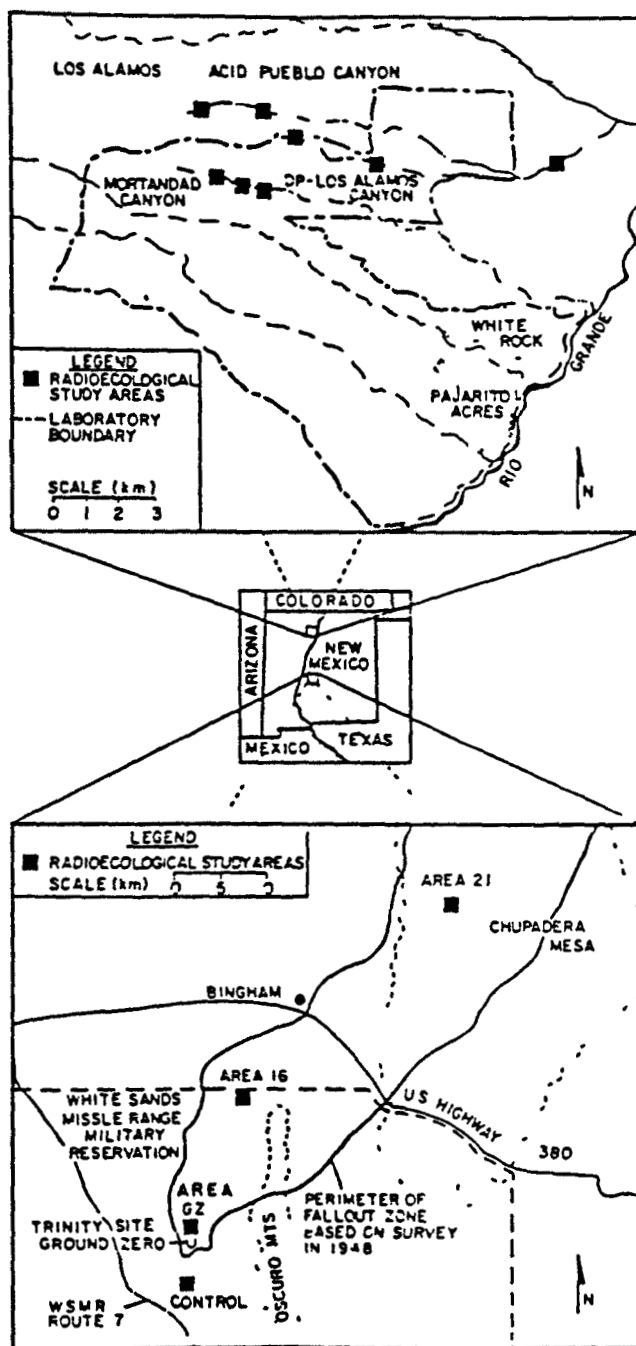 LOS ALAMOS
ACID PUEBLO CANYON
MORTANDAD
CANYON
DP-LOS ALAMOS
CANYON
WHITE
ROCK
PAJARITO
ACRES
RIO GRANDE
LEGEND
RADIOECOLOGICAL
STUDY AREAS
LABORATORY
BOUNDARY
SCALE (km)
0 1 2 3
N
COLORADO
ARIZONA
NEW
MEXICO
MEXICO
TEXAS
LEGEND
RADIOECOLOGICAL STUDY AREAS
SCALE (km) 0 5
AREA 21
CHUPADERA
MESA
BINGHAM
AREA 16
WHITE SANDS
MISSLE RANGE
MILITARY
RESERVATION
US HIGHWAY
380
AREA
GZ
TRINITY SITE
GROUND ZERO
PERIMETER OF
FALLOUT ZONE
BASED ON SURVEY
IN 1948
OSCURO MTS
CONTROL
WSMR
ROUTE 7
N